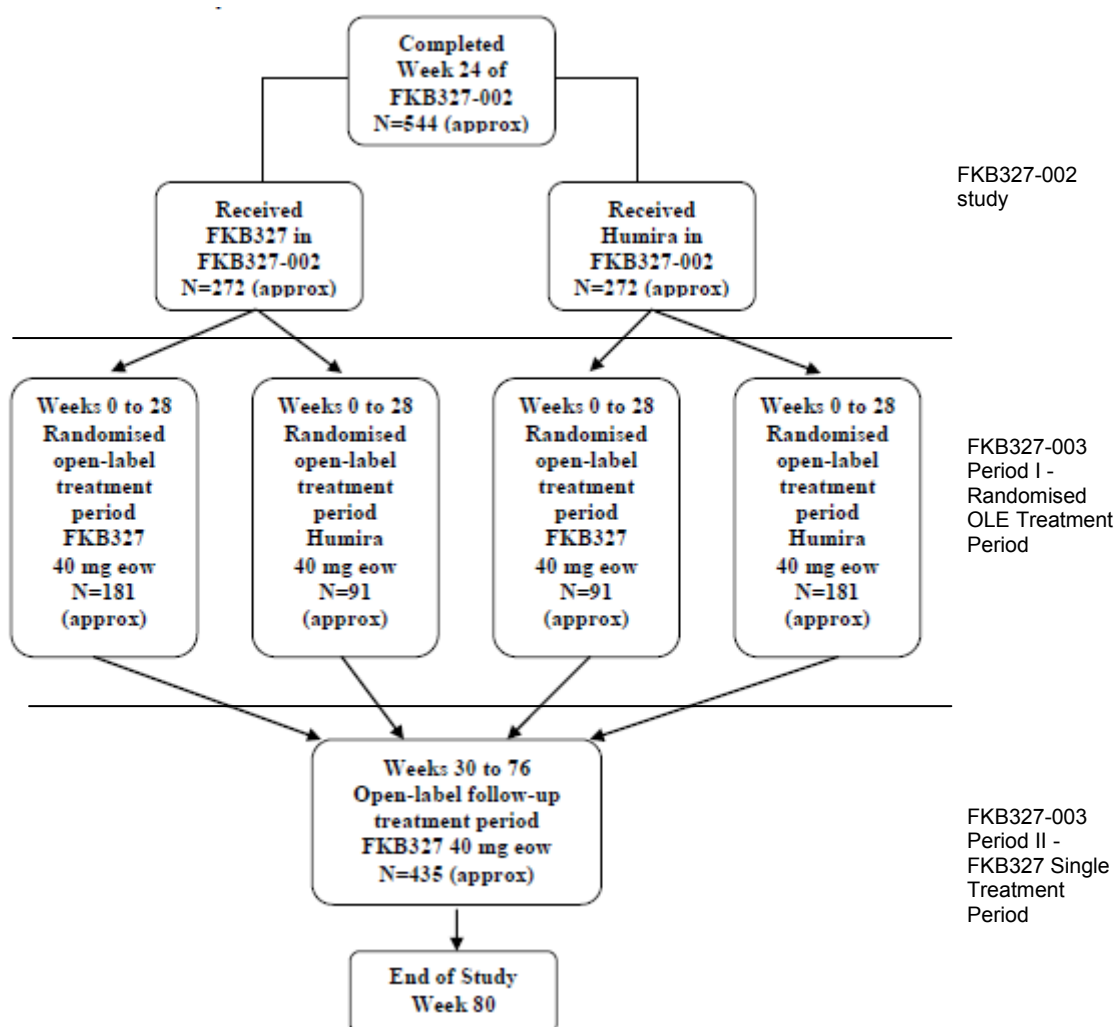 Completed
Week 24 of
FKB327-002
N=544 (approx)
FKB327-002
study
Received
FKB327 in
FKB327-002
N=272 (approx)
Received
Humira in
FKB327-002
N=272 (approx)
Weeks 0 to 28
Randomised
open-label
treatment
period
FKB327
40 mg eow
N=181
(approx)
Weeks 0 to 28
Randomised
open-label
treatment
period
Humira
40 mg eow
N=91
(approx)
Weeks 0 to 28
Randomised
open-label
treatment
period
FKB327
40 mg eow
N=91
(approx)
Weeks 0 to 28
Randomised
open-label
treatment
period
Humira
40 mg eow
N=181
(approx)
FKB327-003
Period I -
Randomised
OLE Treatment
Period
Weeks 30 to 76
Open-label follow-up
treatment period
FKB327 40 mg eow
N=435 (approx)
FKB327-003
Period II -
FKB327 Single
Treatment
Period
End of Study
Week 80